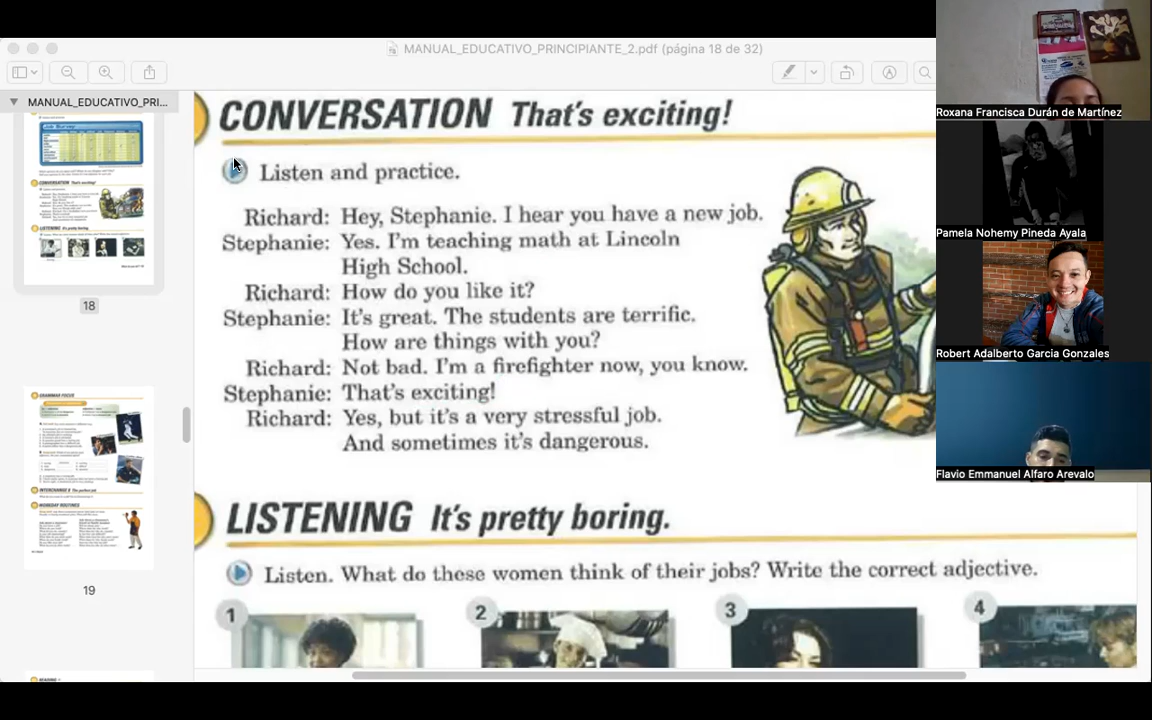 MANUAL_EDUCATIVO_PRINCIPIANTE_2.pdf (página 18 de 32)
MANUAL_EDUCATIVO_PRI...
18
19
CONVERSATION That's exciting!
Listen and practice.
Richard: Hey, Stephanie. I hear you have a new job.
Stephanie: Yes. I'm teaching math at Lincoln
High School.
Richard: How do you like it?
Stephanie: It's great. The students are terrific.
How are things with you?
Richard: Not bad. I'm a firefighter now, you know.
Stephanie: That's exciting!
Richard: Yes, but it's a very stressful job.
And sometimes it's dangerous.
LISTENING It's pretty boring.
Listen. What do these women think of their jobs? Write the correct adjective.
1
2
3
4
Roxana Francisca Durán de Martínez
Pamela Nohemy Pineda Ayala
Robert Adalberto Garcia Gonzales
Flavio Emmanuel Alfaro Arevalo